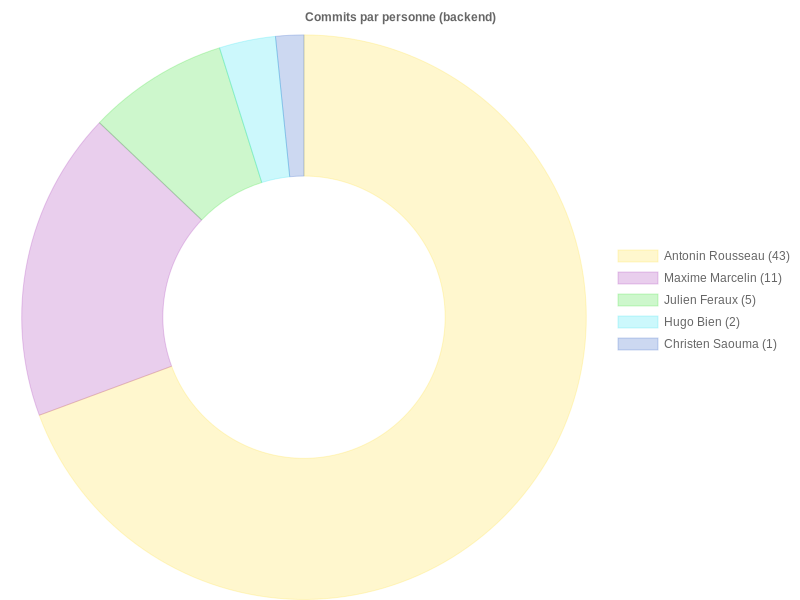 Commits par personne (backend)
Antonin Rousseau (43)
Maxime Marcelin (11)
Julien Feraux (5)
Hugo Bien (2)
Christen Saouma (1)